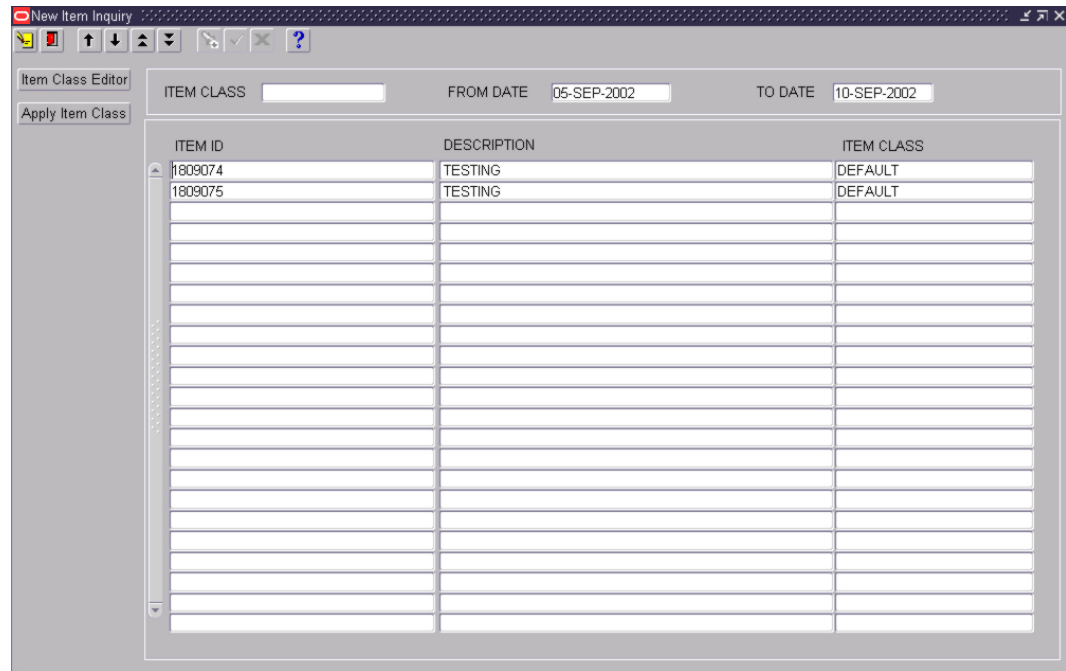 New Item Inquiry
?
Item Class Editor
Apply Item Class
ITEM CLASS FROM DATE 05-SEP-2002 TO DATE 10-SEP-2002
ITEM ID DESCRIPTION ITEM CLASS
1809074 TESTING DEFAULT
1809075 TESTING DEFAULT